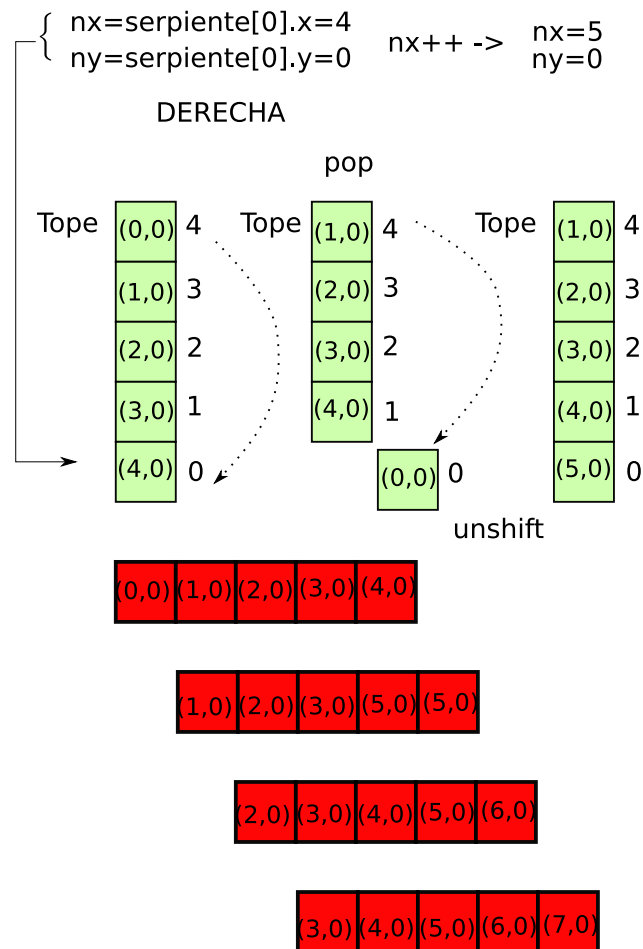 nx=serpiente[0].x=4
ny=serpiente[0].y=0
nx++ ->
nx=5
ny=0
DERECHA
pop
Tope (0,0) 4
(1,0) 3
(2,0) 2
(3,0) 1
(4,0) 0
Tope (1,0) 4
(2,0) 3
(3,0) 2
(4,0) 1
(0,0) 0
unshift
Tope (1,0) 4
(2,0) 3
(3,0) 2
(4,0) 1
(5,0) 0
(0,0) (1,0) (2,0) (3,0) (4,0)
(1,0) (2,0) (3,0) (5,0) (5,0)
(2,0) (3,0) (4,0) (5,0) (6,0)
(3,0) (4,0) (5,0) (6,0) (7,0)